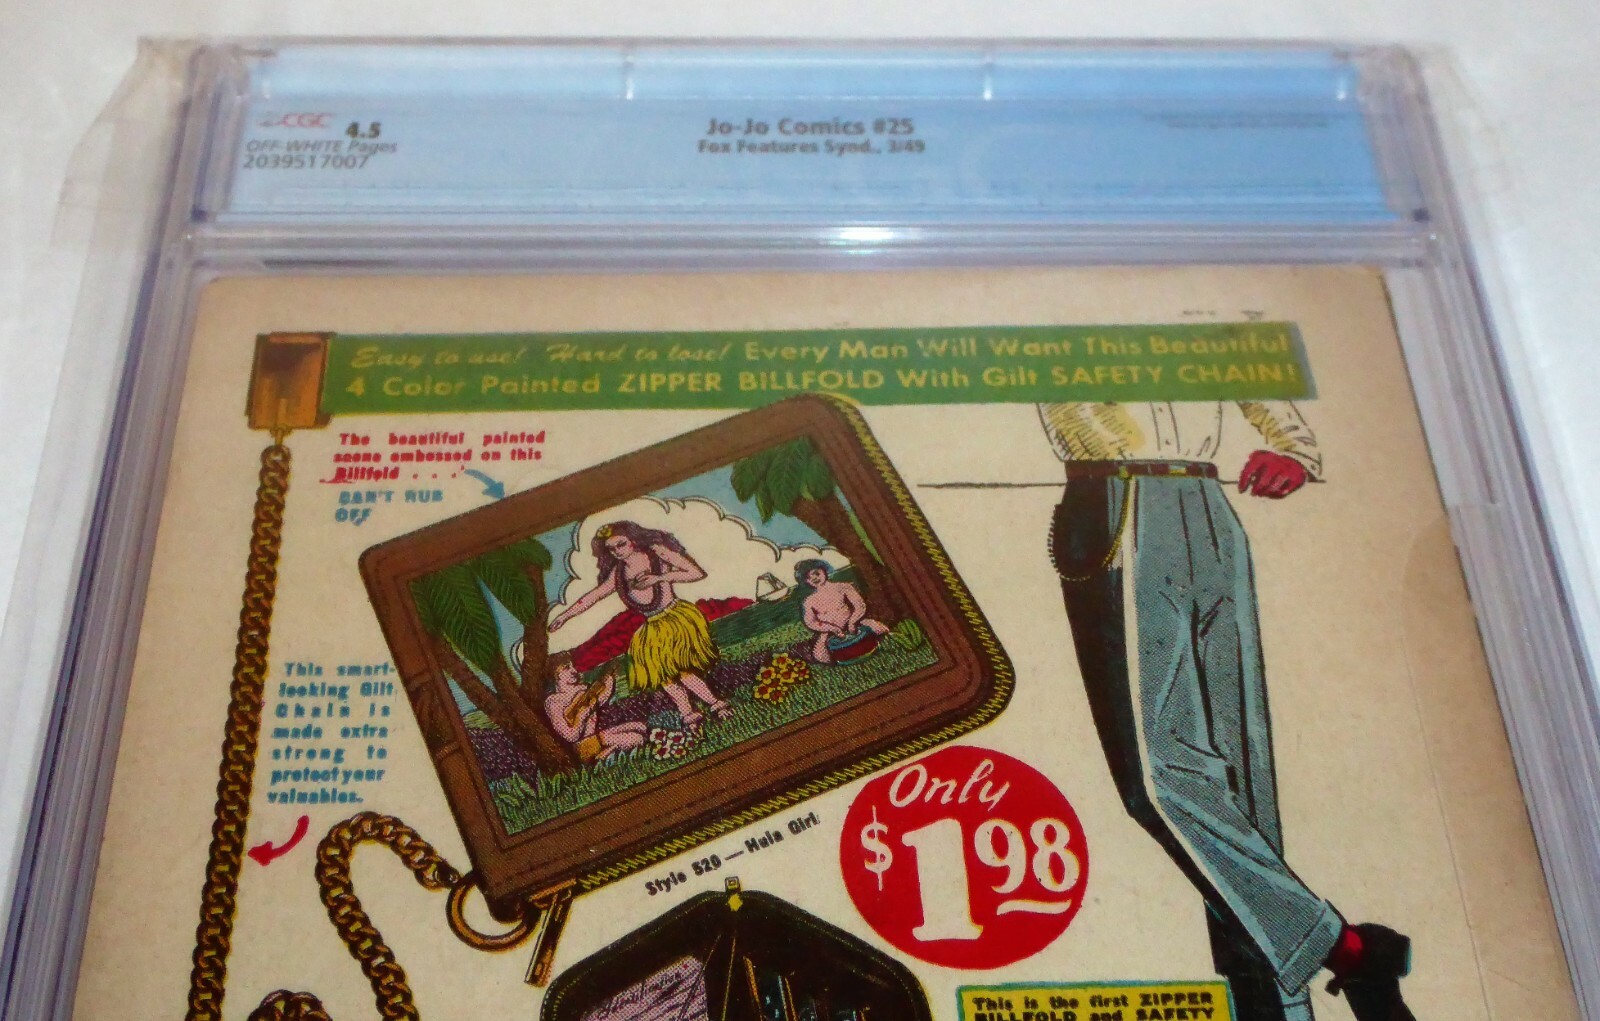 CGC 4.5
OFF-WHITE Pages
2039517007
Jo-Jo Comics #25
Fox Features Synd., 3/49
Easy to use! Hard to lose! Every Man Will Want This Beautiful
4 Color Painted ZIPPER BILLFOLD With Gilt SAFETY CHAIN!
The beautiful painted
scene embossed on this
Billfold . . .
CAN'T RUB
OFF
This smart-
looking Gilt
Chain is
made extra
strong to
protect your
valuables.
Only
$1.98
Style 520 — Hula Girl
This is the first ZIPPER
BILLFOLD and SAFETY